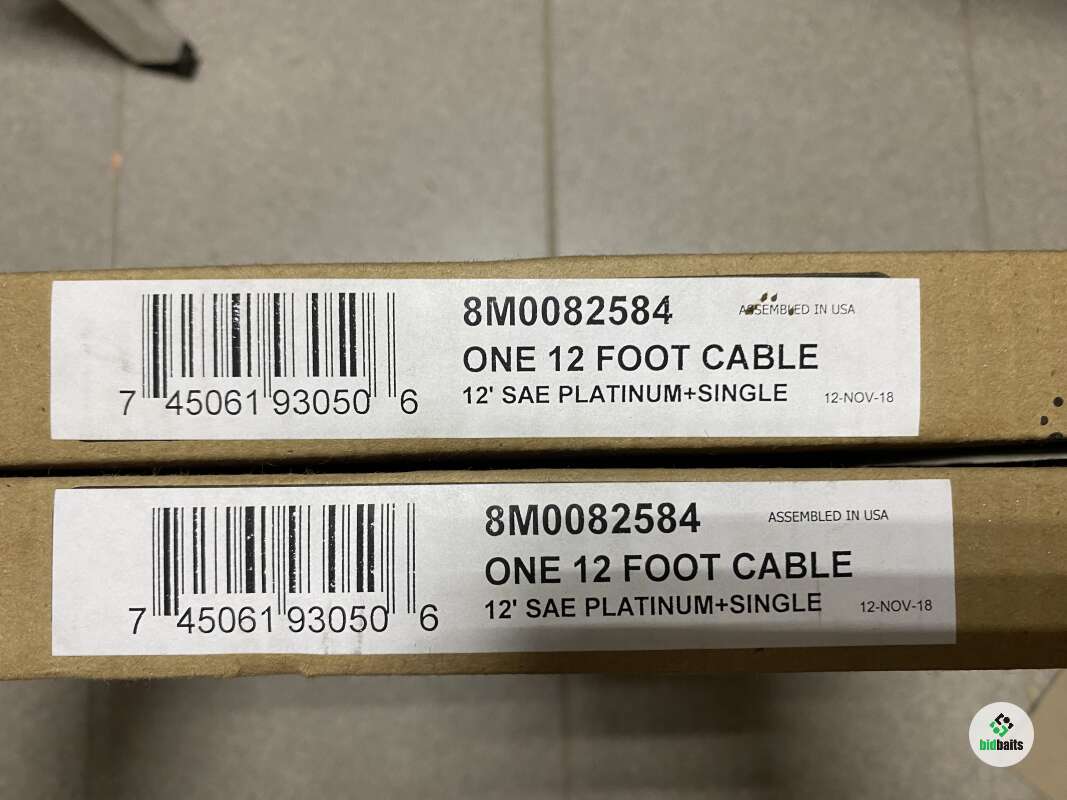 8M0082584
ASSEMBLED IN USA
ONE 12 FOOT CABLE
12' SAE PLATINUM+SINGLE
12-NOV-18
7 45061 93050 6
8M0082584
ASSEMBLED IN USA
ONE 12 FOOT CABLE
12' SAE PLATINUM+SINGLE
12-NOV-18
7 45061 93050 6
bidbaits